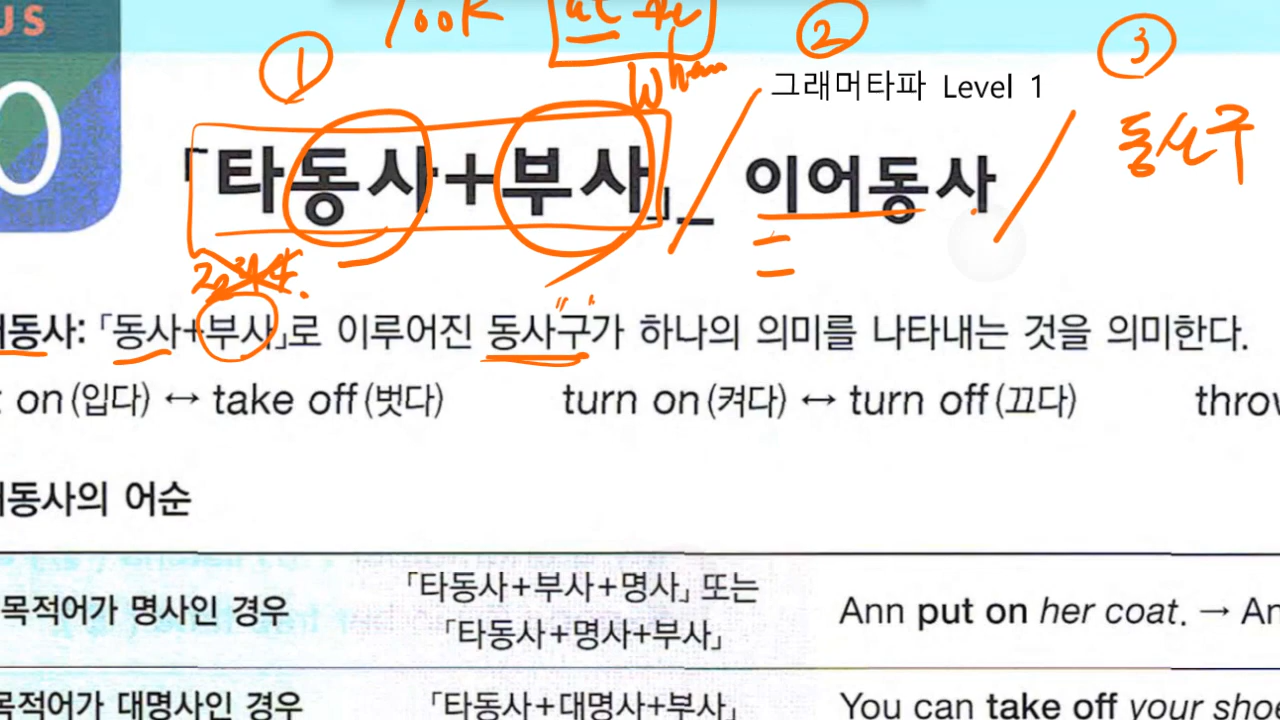 US
look at
① ② ③
그래머타파 Level 1
「타동사+부사」_ 이어동사
동사구
어동사: 「동사+부사」로 이루어진 동사구가 하나의 의미를 나타내는 것을 의미한다.
on(입다) ↔ take off(벗다) turn on(켜다) ↔ turn off(끄다) throw
어동사의 어순
목적어가 명사인 경우 「타동사+부사+명사」 또는 「타동사+명사+부사」 Ann put on her coat. → An
목적어가 대명사인 경우 「타동사+대명사+부사」 You can take off your shoe